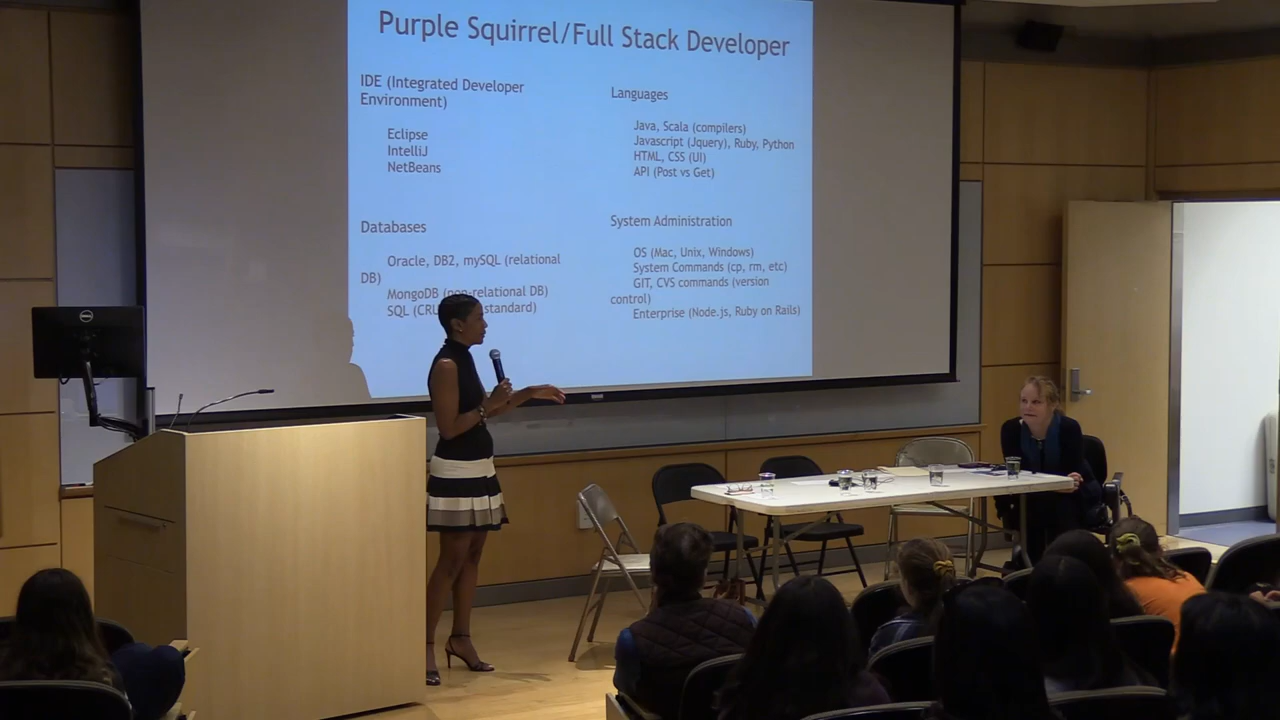 Purple Squirrel/Full Stack Developer
IDE (Integrated Developer
Environment)
Eclipse
IntelliJ
NetBeans
Databases
Oracle, DB2, mySQL (relational
DB)
MongoDB (non-relational DB)
SQL (standard)
Languages
Java, Scala (compilers)
Javascript (Jquery), Ruby, Python
HTML, CSS (UI)
API (Post vs Get)
System Administration
OS (Mac, Unix, Windows)
System Commands (cp, rm, etc)
GIT, CVS commands (version
control)
Enterprise (Node.js, Ruby on Rails)
DELL